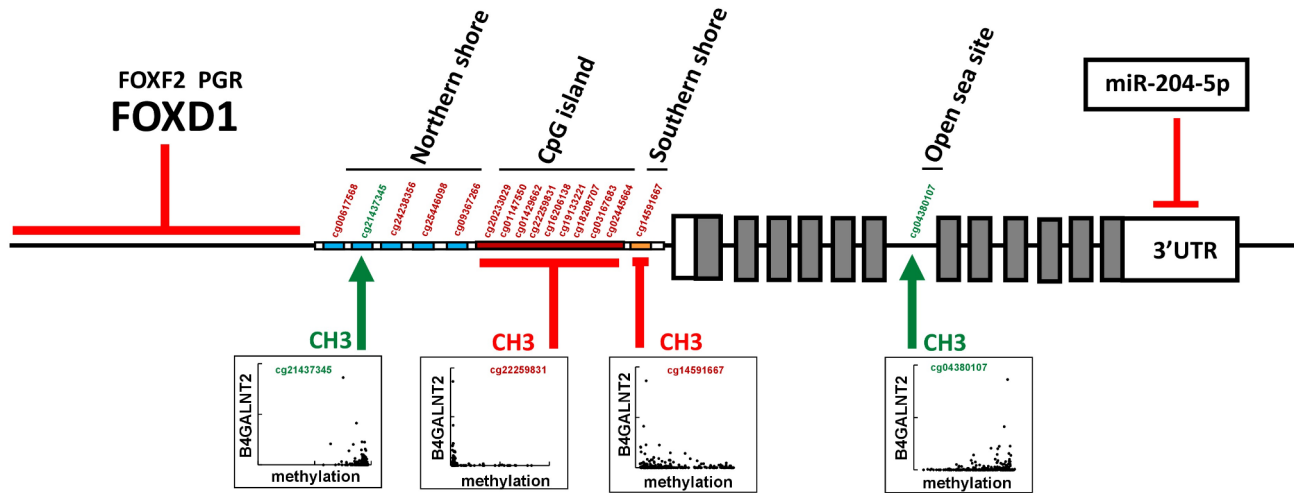 FOXF2 PGR
FOXD1
Northern shore
CpG island
Southern shore
Open sea site
miR-204-5p
cg00617568
cg21437345
cg24238356
cg25446098
cg09367266
cg20233029
cg01147550
cg01429662
cg22259831
cg16206138
cg19133221
cg18208707
cg03167683
cg02445664
cg14591667
cg04380107
3'UTR
CH3
CH3
CH3
CH3
B4GALNT2
cg21437345
methylation
B4GALNT2
cg22259831
methylation
B4GALNT2
cg14591667
methylation
B4GALNT2
cg04380107
methylation